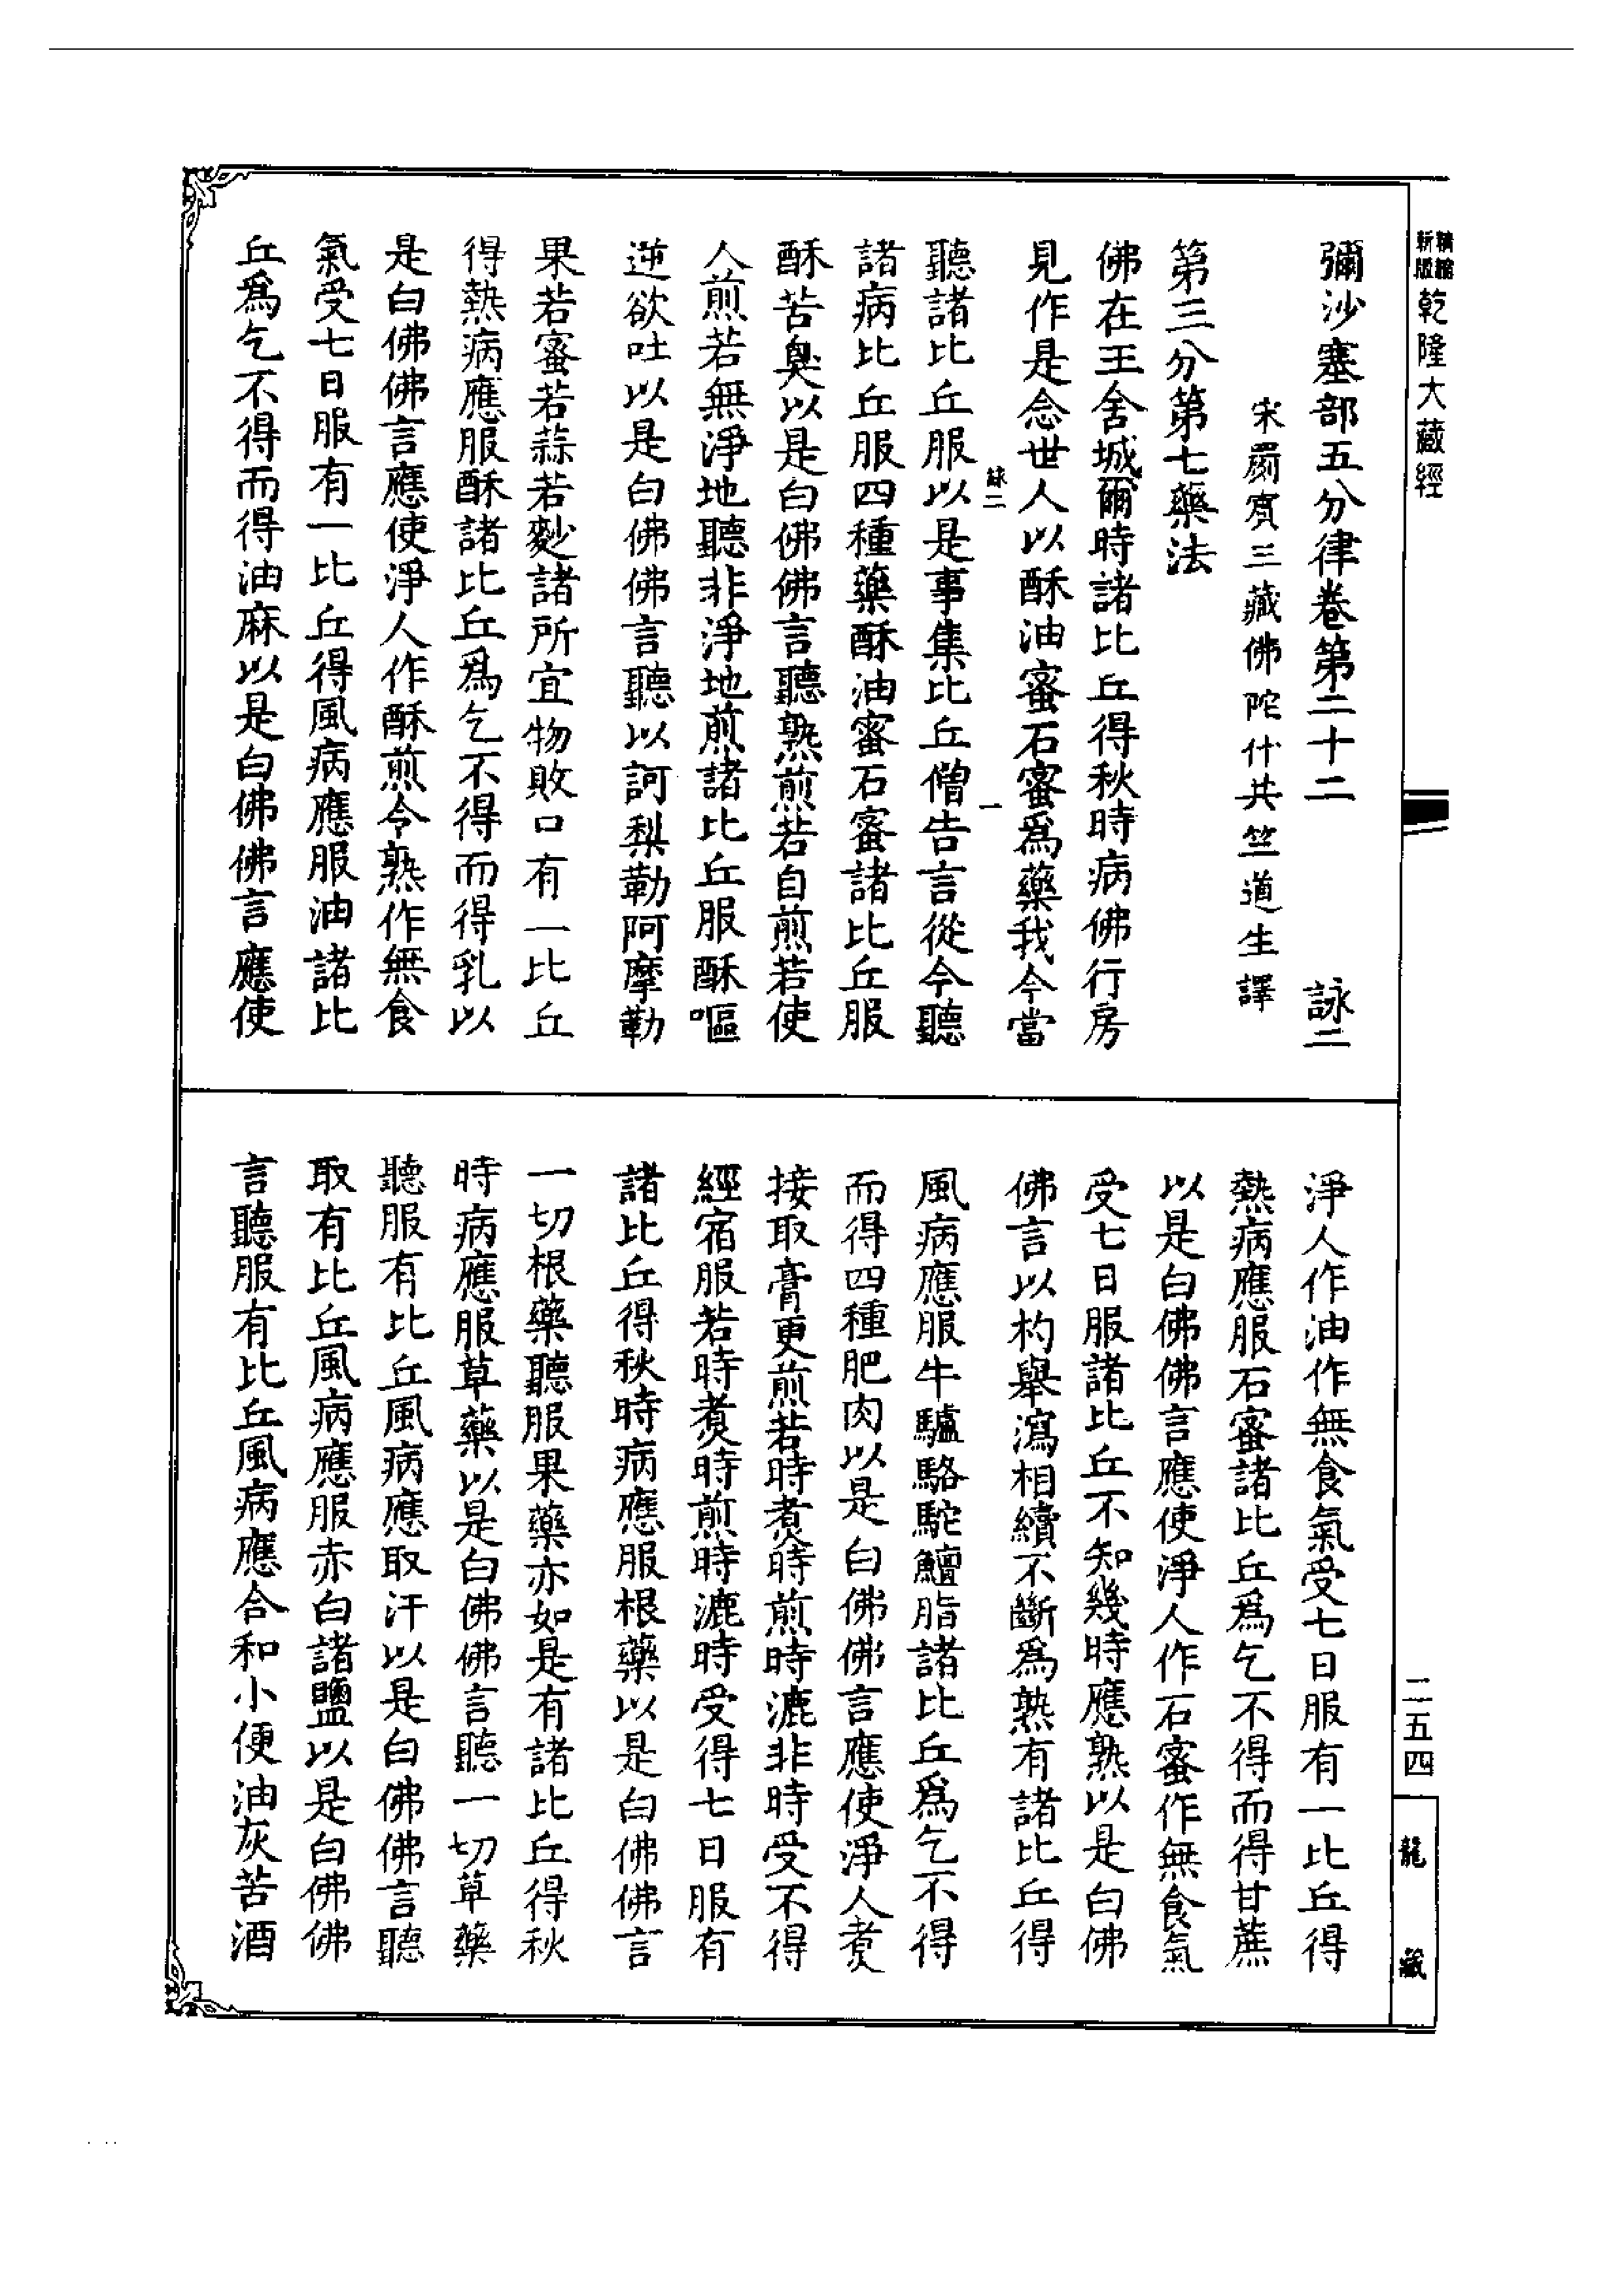 精縮新版乾隆大藏經
彌沙塞部五分律卷第二十二 詠二
宋罽賓三藏佛陀什共竺道生譯
第三分第七藥法
佛在王舍城爾時諸比丘得秋時病佛行房
見作是念世人以酥油蜜石蜜爲藥我今當
詠二 一
聽諸比丘服以是事集比丘僧告言從今聽
諸病比丘服四種藥酥油蜜石蜜諸比丘服
酥苦臭以是白佛佛言聽熟煎若自煎若使
人煎若無淨地聽非淨地煎諸比丘服酥嘔
逆欲吐以是白佛佛言聽以訶梨勒阿摩勒
果若蜜若蒜若麨諸所宜物敗口有一比丘
得熱病應服酥諸比丘爲乞不得而得乳以
是白佛佛言應使淨人作酥煎令熟作無食
氣受七日服有一比丘得風病應服油諸比
丘爲乞不得而得油麻以是白佛佛言應使
淨人作油作無食氣受七日服有一比丘得
熱病應服石蜜諸比丘爲乞不得而得甘蔗
以是白佛佛言應使淨人作石蜜作無食氣
受七日服諸比丘不知幾時應熟以是白佛
佛言以杓舉瀉相續不斷爲熟有諸比丘得
風病應服牛驢駱駝鱣脂諸比丘爲乞不得
而得四種肥肉以是白佛佛言應使淨人煑
接取膏更煎若時煑時煎時漉非時受不得
經宿服若時煑時煎時漉時受得七日服有
諸比丘得秋時病應服根藥以是白佛佛言
一切根藥聽服果藥亦如是有諸比丘得秋
時病應服草藥以是白佛佛言聽一切草藥
聽服有比丘風病應取汗以是白佛佛言聽
取有比丘風病應服赤白諸鹽以是白佛佛
言聽服有比丘風病應合和小便油灰苦酒
二五四
龍藏